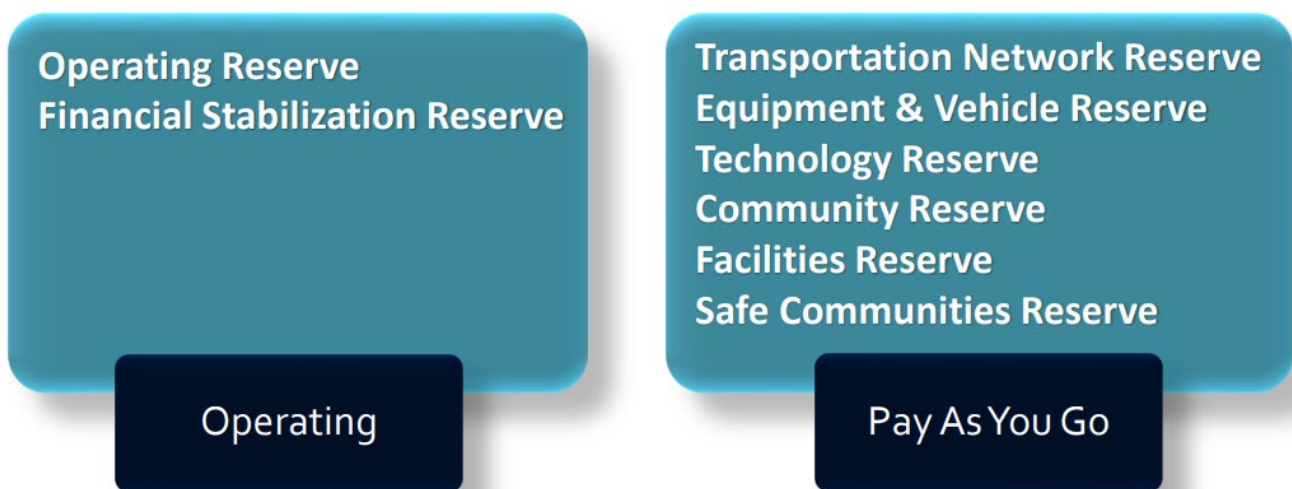 Operating Reserve
Financial Stabilization Reserve
Operating
Transportation Network Reserve
Equipment & Vehicle Reserve
Technology Reserve
Community Reserve
Facilities Reserve
Safe Communities Reserve
Pay As You Go